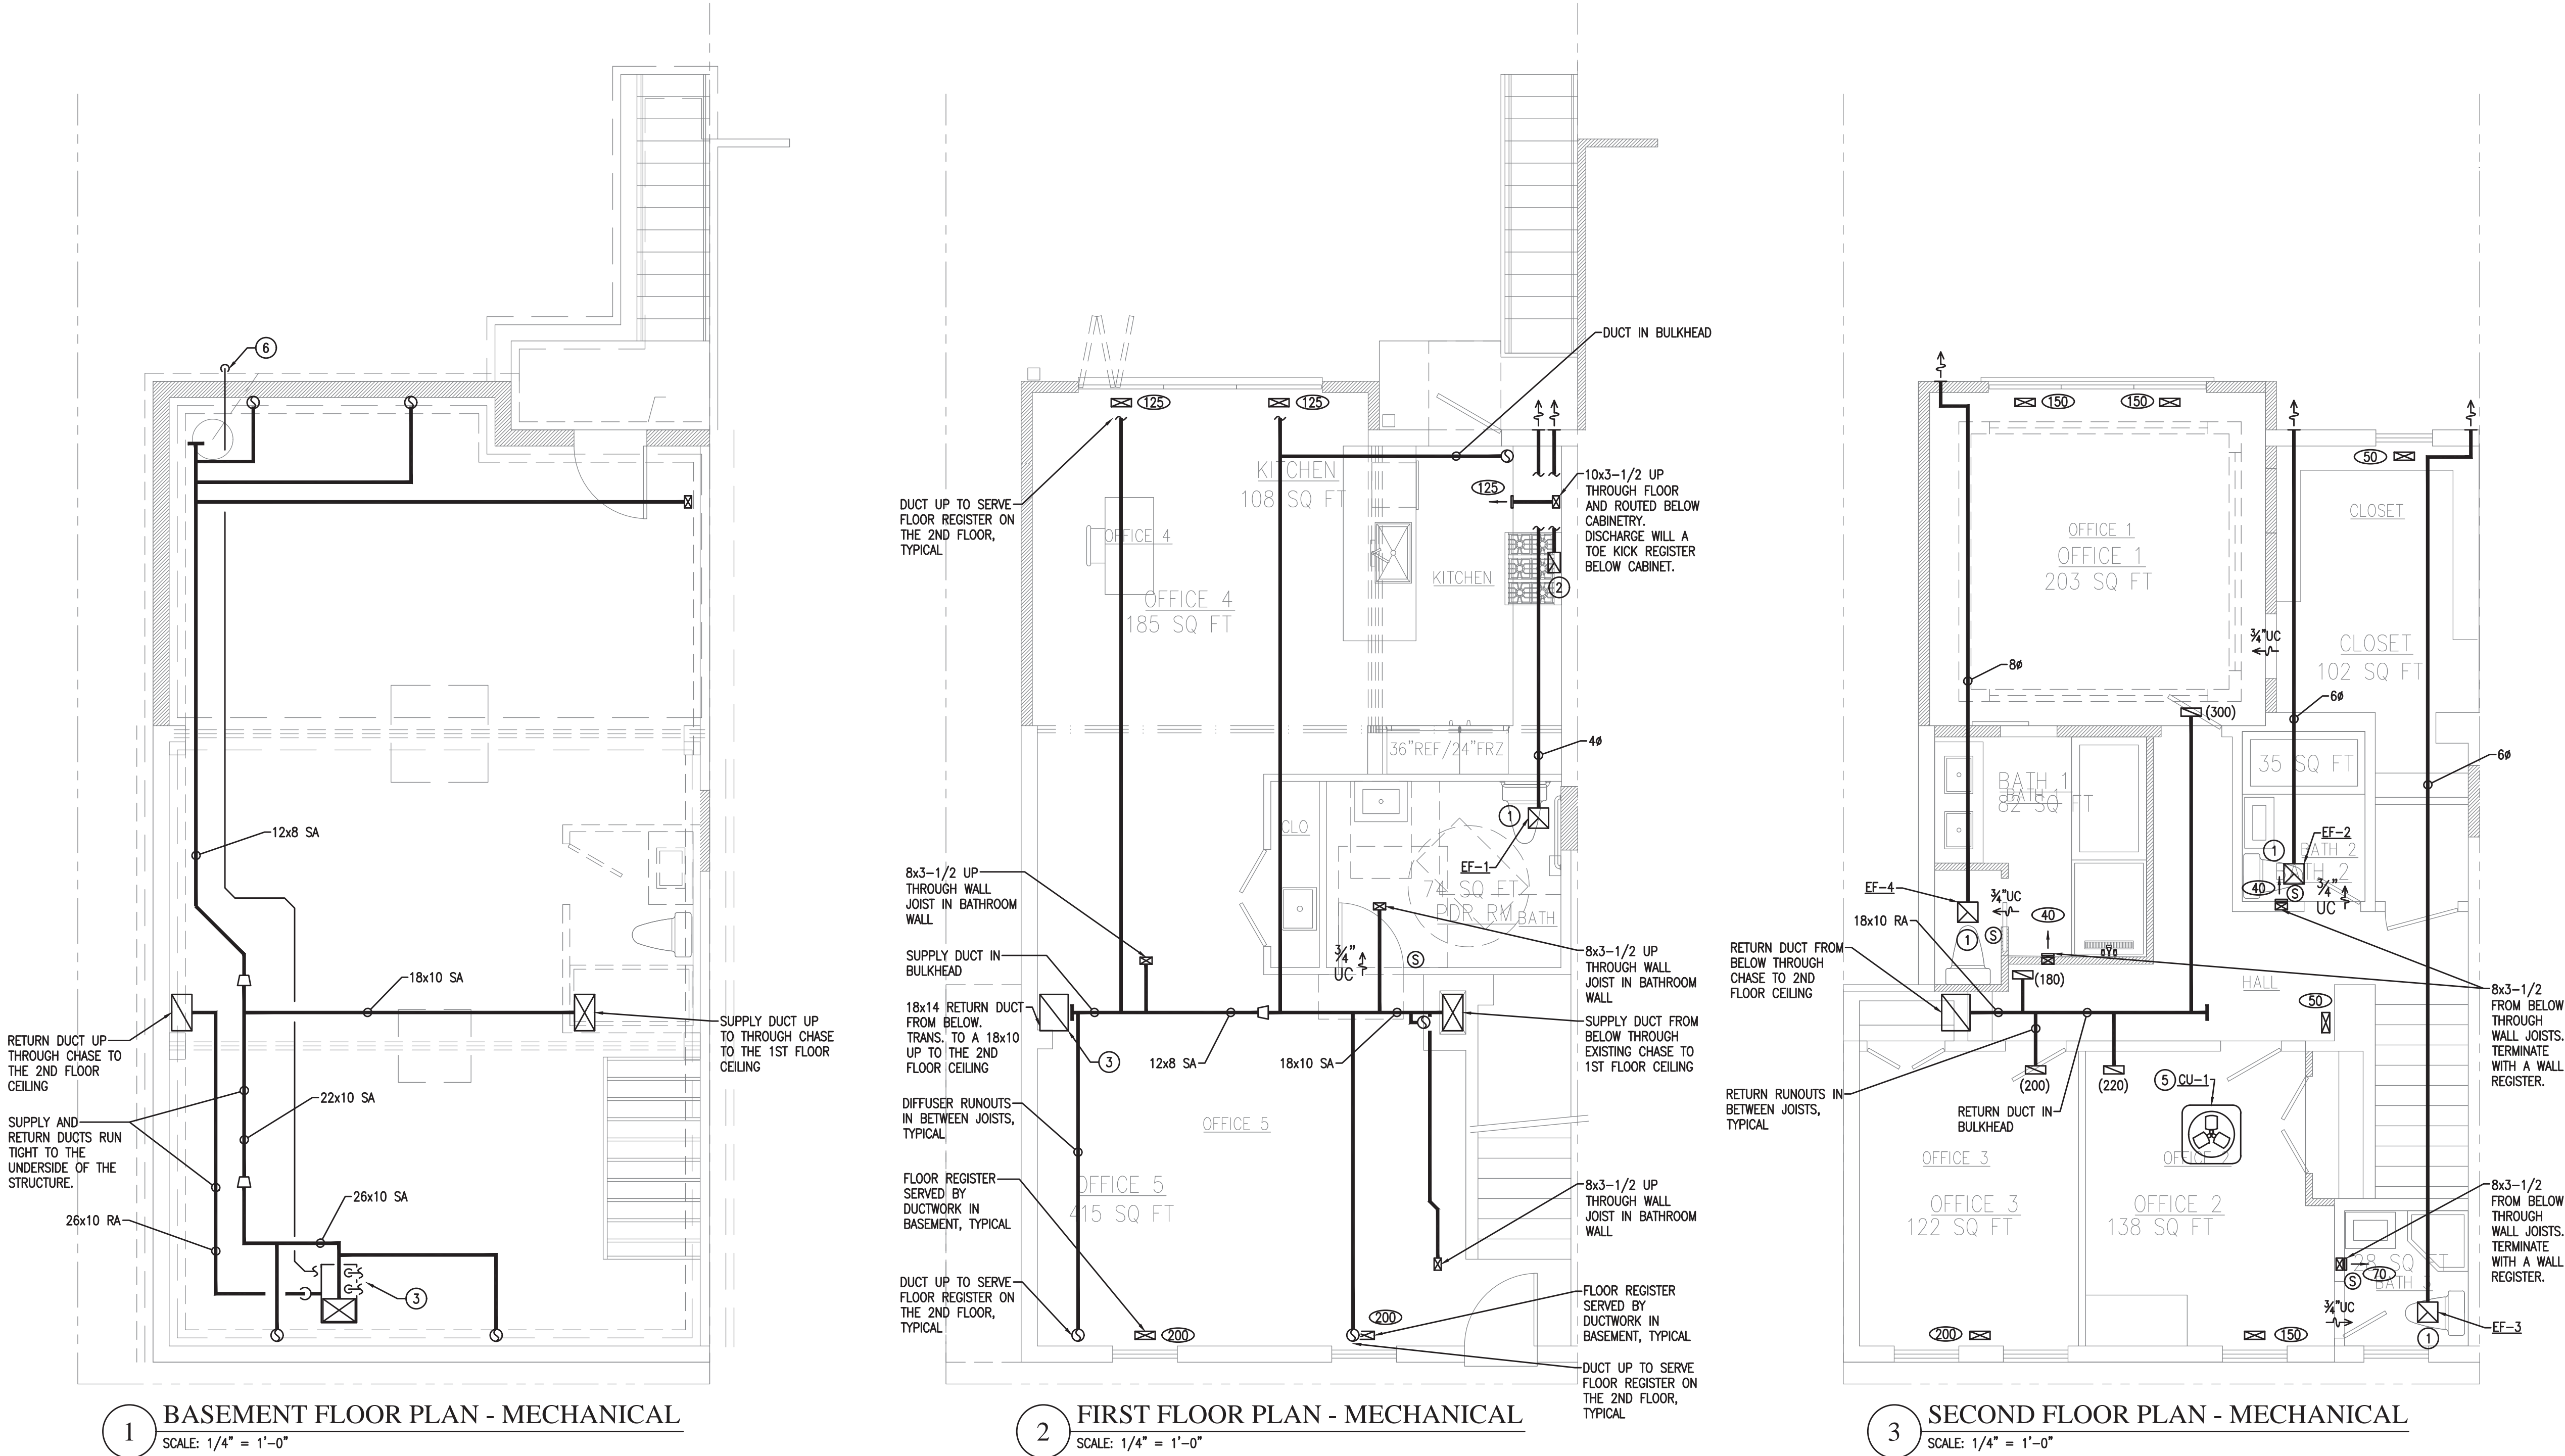 6
12x8 SA
18x10 SA
RETURN DUCT UP
THROUGH CHASE TO
THE 2ND FLOOR
CEILING
SUPPLY DUCT UP
TO THROUGH CHASE
TO THE 1ST FLOOR
CEILING
SUPPLY AND
RETURN DUCTS RUN
TIGHT TO THE
UNDERSIDE OF THE
STRUCTURE.
22x10 SA
26x10 SA
26x10 RA
3
1
BASEMENT FLOOR PLAN - MECHANICAL
SCALE: 1/4" = 1'-0"
DUCT IN BULKHEAD
125
125
KITCHEN
108 SQ FT
125
10x3-1/2 UP
THROUGH FLOOR
AND ROUTED BELOW
CABINETRY.
DISCHARGE WILL A
TOE KICK REGISTER
BELOW CABINET.
DUCT UP TO SERVE
FLOOR REGISTER ON
THE 2ND FLOOR,
TYPICAL
OFFICE 4
OFFICE 4
185 SQ FT
KITCHEN
2
36"REF/24"FRZ
4ø
CLO
1
EF-1
74 SQ FT
PDR RM
BATH
8x3-1/2 UP
THROUGH WALL
JOIST IN BATHROOM
WALL
SUPPLY DUCT IN
BULKHEAD
3/4"
UC
S
8x3-1/2 UP
THROUGH WALL
JOIST IN BATHROOM
WALL
18x14 RETURN DUCT
FROM BELOW.
TRANS. TO A 18x10
UP TO THE 2ND
FLOOR CEILING
3
12x8 SA
18x10 SA
SUPPLY DUCT FROM
BELOW THROUGH
EXISTING CHASE TO
1ST FLOOR CEILING
DIFFUSER RUNOUTS
IN BETWEEN JOISTS,
TYPICAL
OFFICE 5
FLOOR REGISTER
SERVED BY
DUCTWORK IN
BASEMENT, TYPICAL
OFFICE 5
415 SQ FT
8x3-1/2 UP
THROUGH WALL
JOIST IN BATHROOM
WALL
DUCT UP TO SERVE
FLOOR REGISTER ON
THE 2ND FLOOR,
TYPICAL
200
200
FLOOR REGISTER
SERVED BY
DUCTWORK IN
BASEMENT, TYPICAL
DUCT UP TO SERVE
FLOOR REGISTER ON
THE 2ND FLOOR,
TYPICAL
2
FIRST FLOOR PLAN - MECHANICAL
SCALE: 1/4" = 1'-0"
150
150
50
OFFICE 1
OFFICE 1
203 SQ FT
CLOSET
3/4"UC
CLOSET
102 SQ FT
8ø
6ø
(300)
6ø
35 SQ FT
BATH 1
BATH 1
82 SQ FT
EF-2
1
BATH 2
BATH 2
40
S
3/4"
UC
EF-4
3/4"UC
40
18x10 RA
1
S
RETURN DUCT FROM
BELOW THROUGH
CHASE TO 2ND
FLOOR CEILING
(180)
HALL
50
8x3-1/2
FROM BELOW
THROUGH
WALL JOISTS.
TERMINATE
WITH A WALL
REGISTER.
(200)
(220)
5
CU-1
RETURN RUNOUTS IN
BETWEEN JOISTS,
TYPICAL
RETURN DUCT IN
BULKHEAD
OFFICE 3
OFFICE 2
OFFICE 3
122 SQ FT
OFFICE 2
138 SQ FT
8x3-1/2
FROM BELOW
THROUGH
WALL JOISTS.
TERMINATE
WITH A WALL
REGISTER.
28 SQ FT
70
S
BATH 3
3/4"UC
EF-3
200
150
1
3
SECOND FLOOR PLAN - MECHANICAL
SCALE: 1/4" = 1'-0"